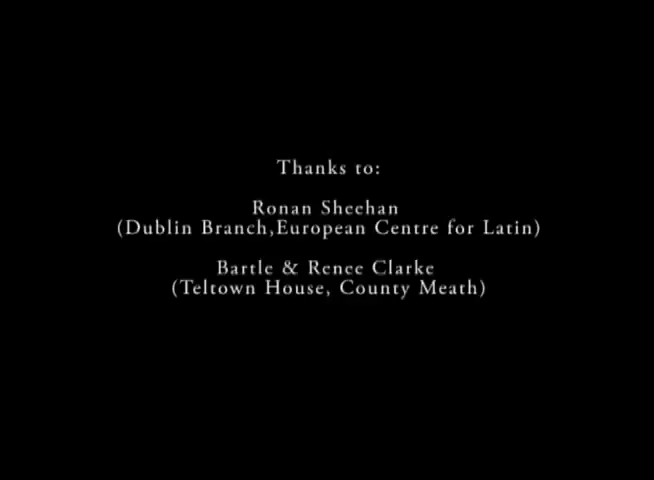 Thanks to:
Ronan Sheehan
(Dublin Branch,European Centre for Latin)
Bartle & Renee Clarke
(Teltown House, County Meath)